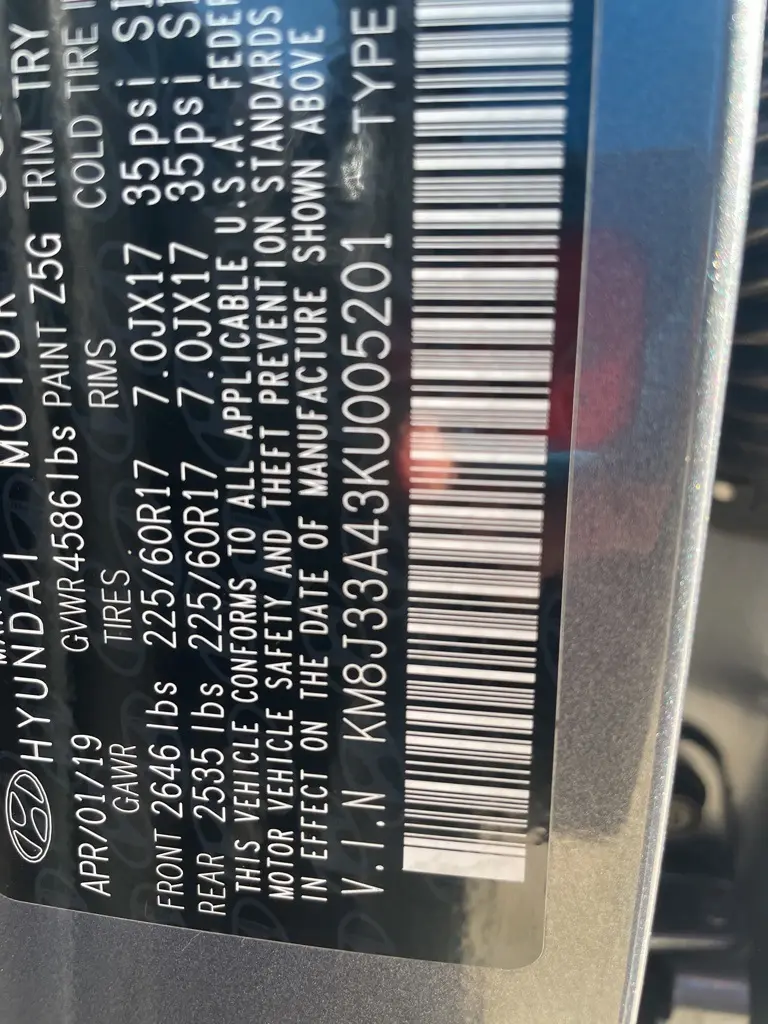 HYUNDAI MOTOR
APR/01/19 GVWR 4586 lbs PAINT Z5G TRIM TRY
GAWR TIRES RIMS COLD TIRE
FRONT 2646 lbs 225/60R17 7.0JX17 35psi
REAR 2535 lbs 225/60R17 7.0JX17 35psi
THIS VEHICLE CONFORMS TO ALL APPLICABLE U.S.A. FEDER
MOTOR VEHICLE SAFETY AND THEFT PREVENTION STANDARDS
IN EFFECT ON THE DATE OF MANUFACTURE SHOWN ABOVE
V.I.N KM8J33A43KU005201 TYPE